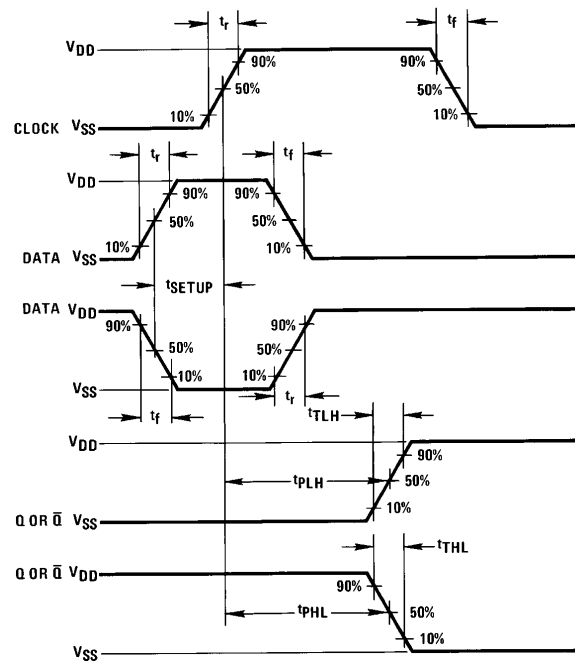 tr
tf
VDD
90%
90%
50%
50%
10%
10%
CLOCK VSS
tr
tf
VDD
90%
90%
50%
50%
10%
10%
DATA VSS
tSETUP
DATA VDD
90%
90%
50%
50%
10%
10%
VSS
tf
tr
tTLH
VDD
90%
tPLH
50%
10%
Q OR Q̅ VSS
tTHL
Q OR Q̅ VDD
90%
tPHL
50%
10%
VSS